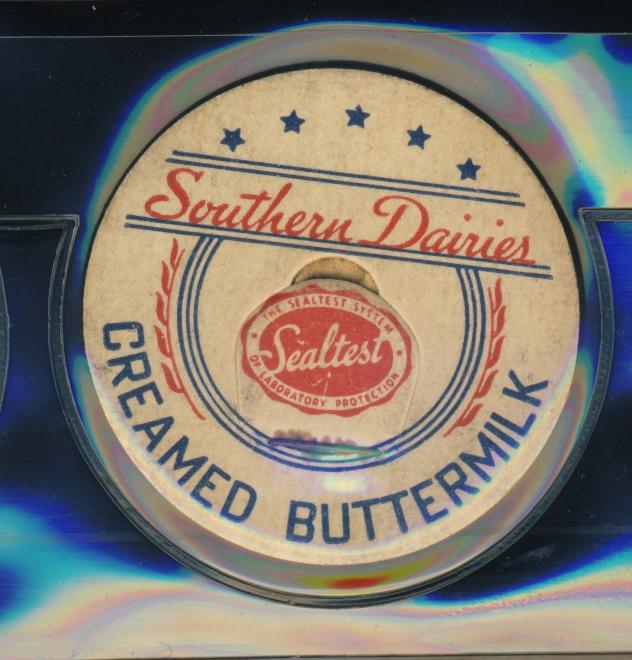 Southern Dairies
THE SEALTEST SYSTEM
Sealtest
OF LABORATORY PROTECTION
CREAMED BUTTERMILK